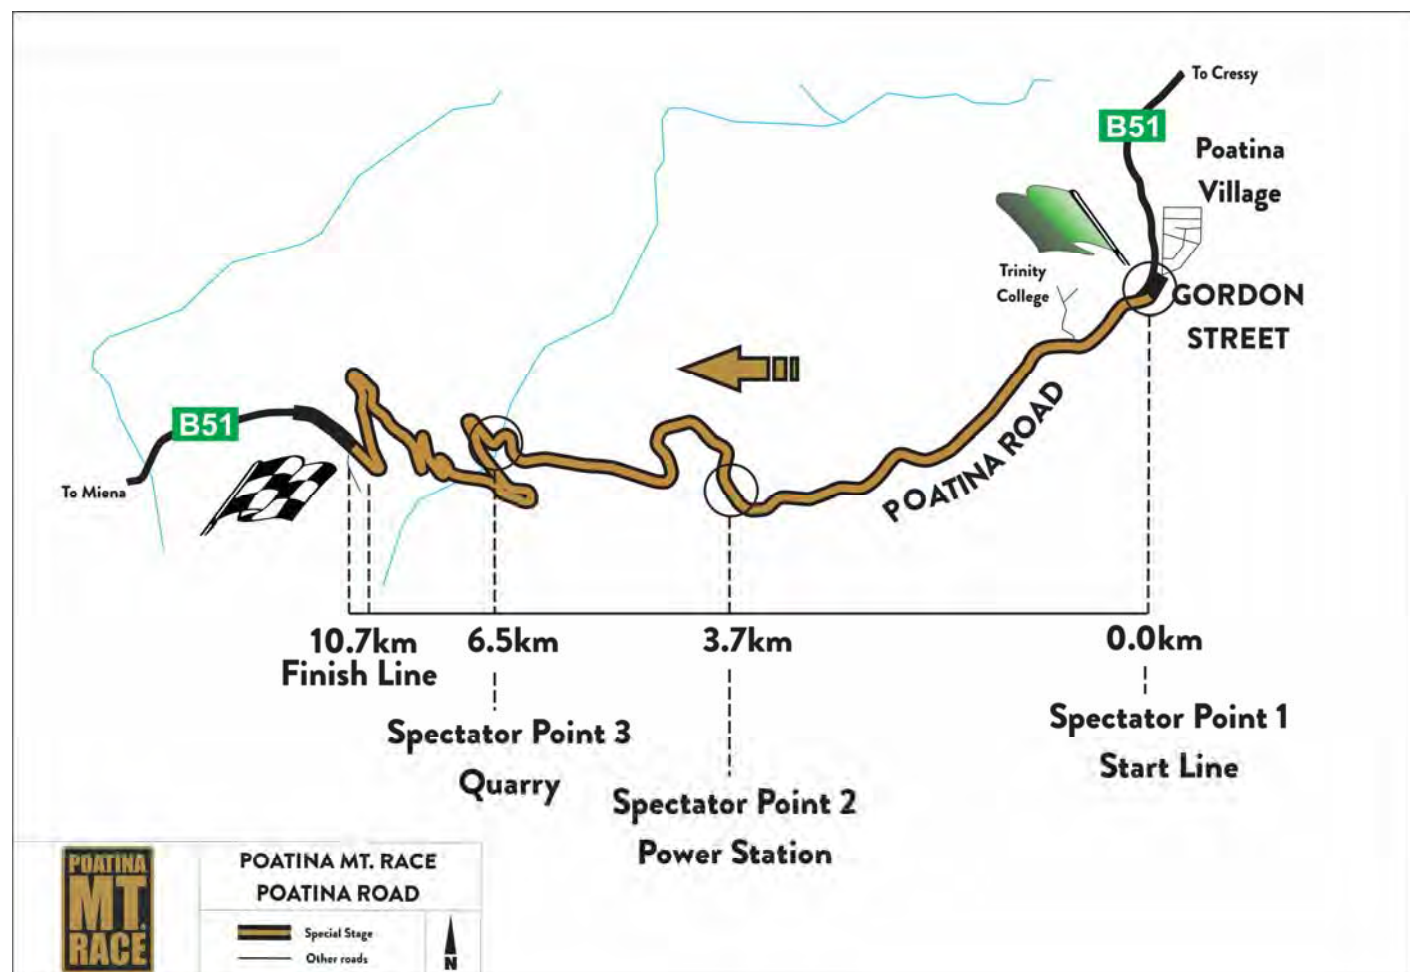 To Cressy
B51
Poatina
Village
Trinity
College
GORDON
STREET
POATINA ROAD
B51
To Miena
10.7km
Finish Line
6.5km
3.7km
0.0km
Spectator Point 3
Quarry
Spectator Point 2
Power Station
Spectator Point 1
Start Line
POATINA
MT.
RACE
POATINA MT. RACE
POATINA ROAD
Special Stage
Other roads
N